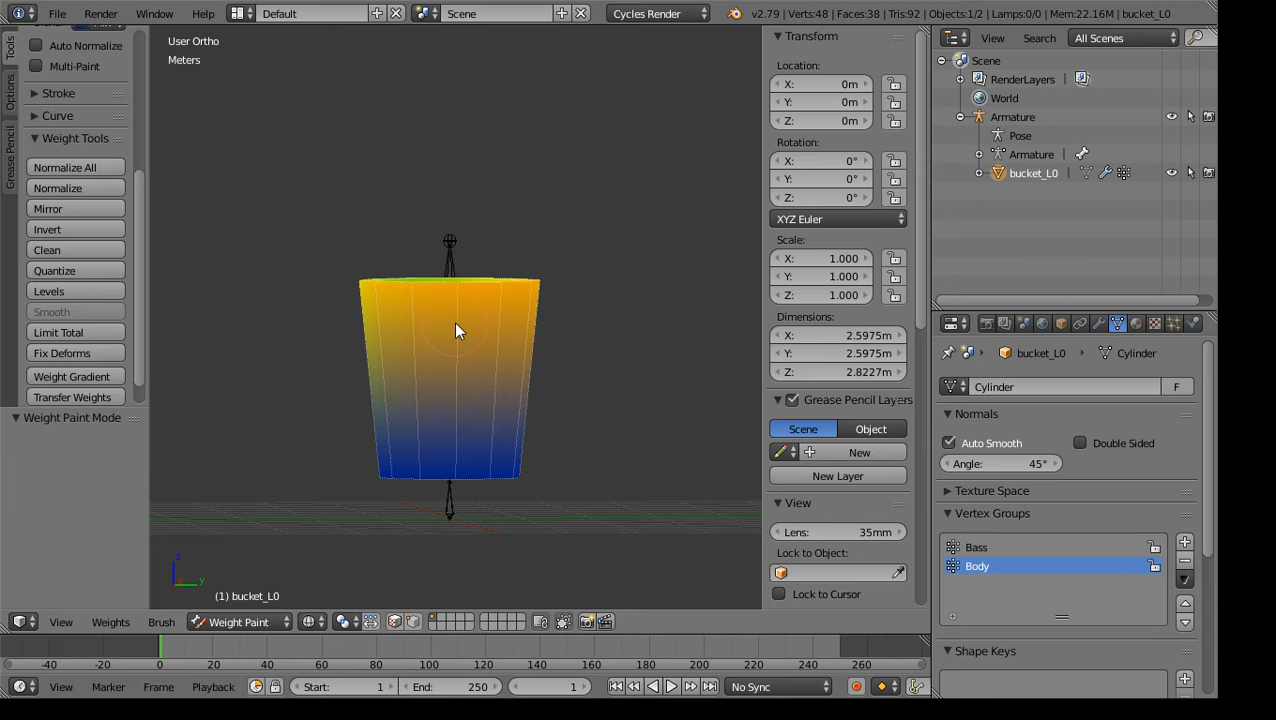 File Render Window Help Default Scene Cycles Render v2.79 | Verts:48 | Faces:38 | Tris:92 | Objects:1/2 | Lamps:0/0 | Mem:22.16M | bucket_L0
Tools
Options
Grease Pencil
Auto Normalize
Multi-Paint
Stroke
Curve
Weight Tools
Normalize All
Normalize
Mirror
Invert
Clean
Quantize
Levels
Smooth
Limit Total
Fix Deforms
Weight Gradient
Transfer Weights
Weight Paint Mode
User Ortho
Meters
z
y
(1) bucket_L0
Transform
Location:
X: 0m
Y: 0m
Z: 0m
Rotation:
X: 0°
Y: 0°
Z: 0°
XYZ Euler
Scale:
X: 1.000
Y: 1.000
Z: 1.000
Dimensions:
X: 2.5975m
Y: 2.5975m
Z: 2.8227m
Grease Pencil Layers
Scene Object
New
New Layer
View
Lens: 35mm
Lock to Object:
Lock to Cursor
View Search All Scenes
Scene
RenderLayers
World
Armature
Pose
Armature
bucket_L0
bucket_L0 Cylinder
Cylinder F
Normals
Auto Smooth Double Sided
Angle: 45°
Texture Space
Vertex Groups
Bass
Body
Shape Keys
View Weights Brush Weight Paint
-40 -20 0 20 40 60 80 100 120 140 160 180 200 220 240 260
View Marker Frame Playback Start: 1 End: 250 1 No Sync